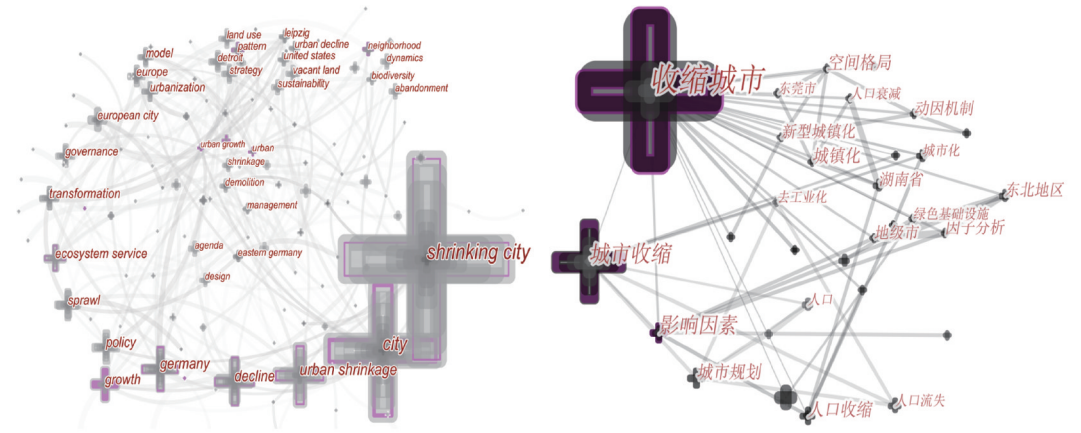 land use
leipzig
pattern
urban decline
neighborhood
model
detroit
united states
dynamics
europe
strategy
vacant land
biodiversity
urbanization
sustainability
abandonment
european city
urban growth
urban
governance
shrinkage
demolition
transformation
management
agenda
eastern germany
ecosystem service
shrinking city
design
sprawl
policy
city
germany
urban shrinkage
growth
decline
收缩城市
空间格局
东莞市
人口衰减
动因机制
新型城镇化
城镇化
城市化
湖南省
东北地区
去工业化
绿色基础设施
因子分析
地级市
城市收缩
人口
影响因素
城市规划
人口收缩
人口流失